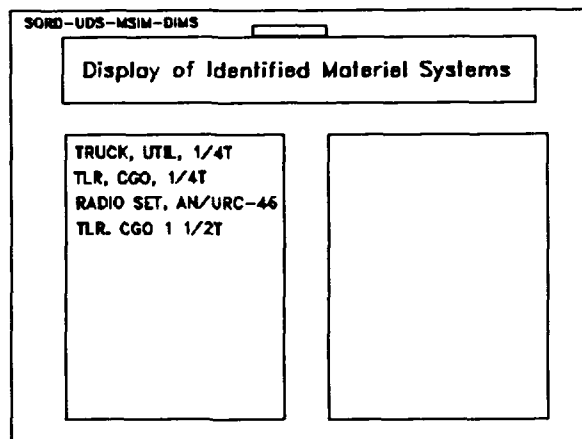 SORD-UDS-MSIM-DIMS
Display of Identified Materiel Systems
TRUCK, UTIL, 1/4T
TLR, CGO, 1/4T
RADIO SET, AN/URC-46
TLR. CGO 1 1/2T